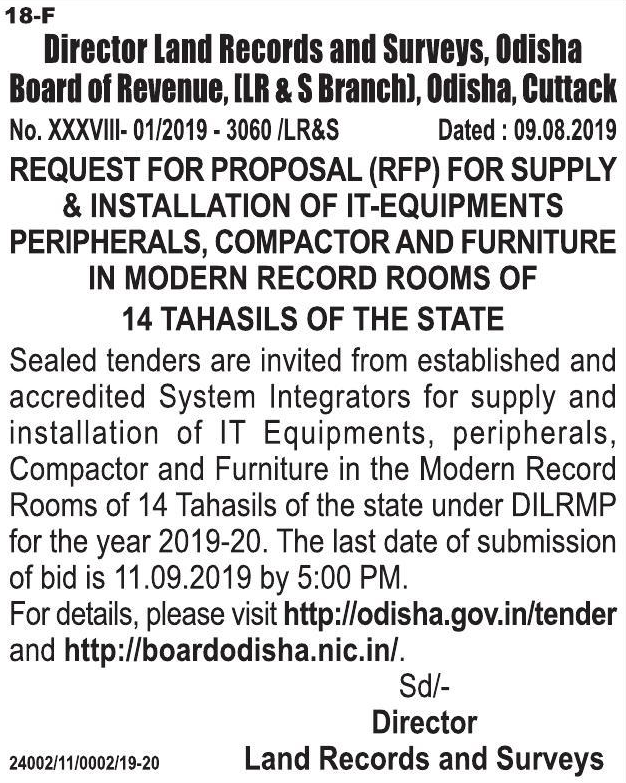 18-F
Director Land Records and Surveys, Odisha
Board of Revenue, (LR & S Branch), Odisha, Cuttack
No. XXXVIII- 01/2019 - 3060 /LR&S Dated : 09.08.2019
REQUEST FOR PROPOSAL (RFP) FOR SUPPLY
& INSTALLATION OF IT-EQUIPMENTS
PERIPHERALS, COMPACTOR AND FURNITURE
IN MODERN RECORD ROOMS OF
14 TAHASILS OF THE STATE
Sealed tenders are invited from established and
accredited System Integrators for supply and
installation of IT Equipments, peripherals,
Compactor and Furniture in the Modern Record
Rooms of 14 Tahasils of the state under DILRMP
for the year 2019-20. The last date of submission
of bid is 11.09.2019 by 5:00 PM.
For details, please visit http://odisha.gov.in/tender
and http://boardodisha.nic.in/.
Sd/-
Director
24002/11/0002/19-20 Land Records and Surveys